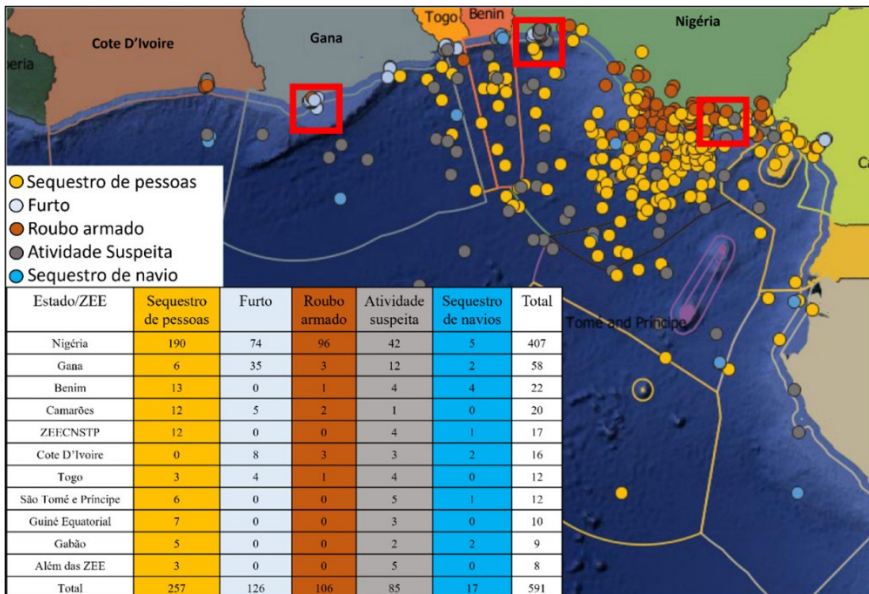 Togo
Benin
Nigéria
Cote D'Ivoire
Gana
eria
Ca
Sequestro de pessoas
Furto
Roubo armado
Atividade Suspeita
Sequestro de navio
Tomé and Príncipe
Estado/ZEE Sequestro de pessoas Furto Roubo armado Atividade suspeita Sequestro de navios Total
Nigéria 190 74 96 42 5 407
Gana 6 35 3 12 2 58
Benim 13 0 1 4 4 22
Camarões 12 5 2 1 0 20
ZEECNSTP 12 0 0 4 1 17
Cote D'Ivoire 0 8 3 3 2 16
Togo 3 4 1 4 0 12
São Tomé e Príncipe 6 0 0 5 1 12
Guiné Equatorial 7 0 0 3 0 10
Gabão 5 0 0 2 2 9
Além das ZEE 3 0 0 5 0 8
Total 257 126 106 85 17 591